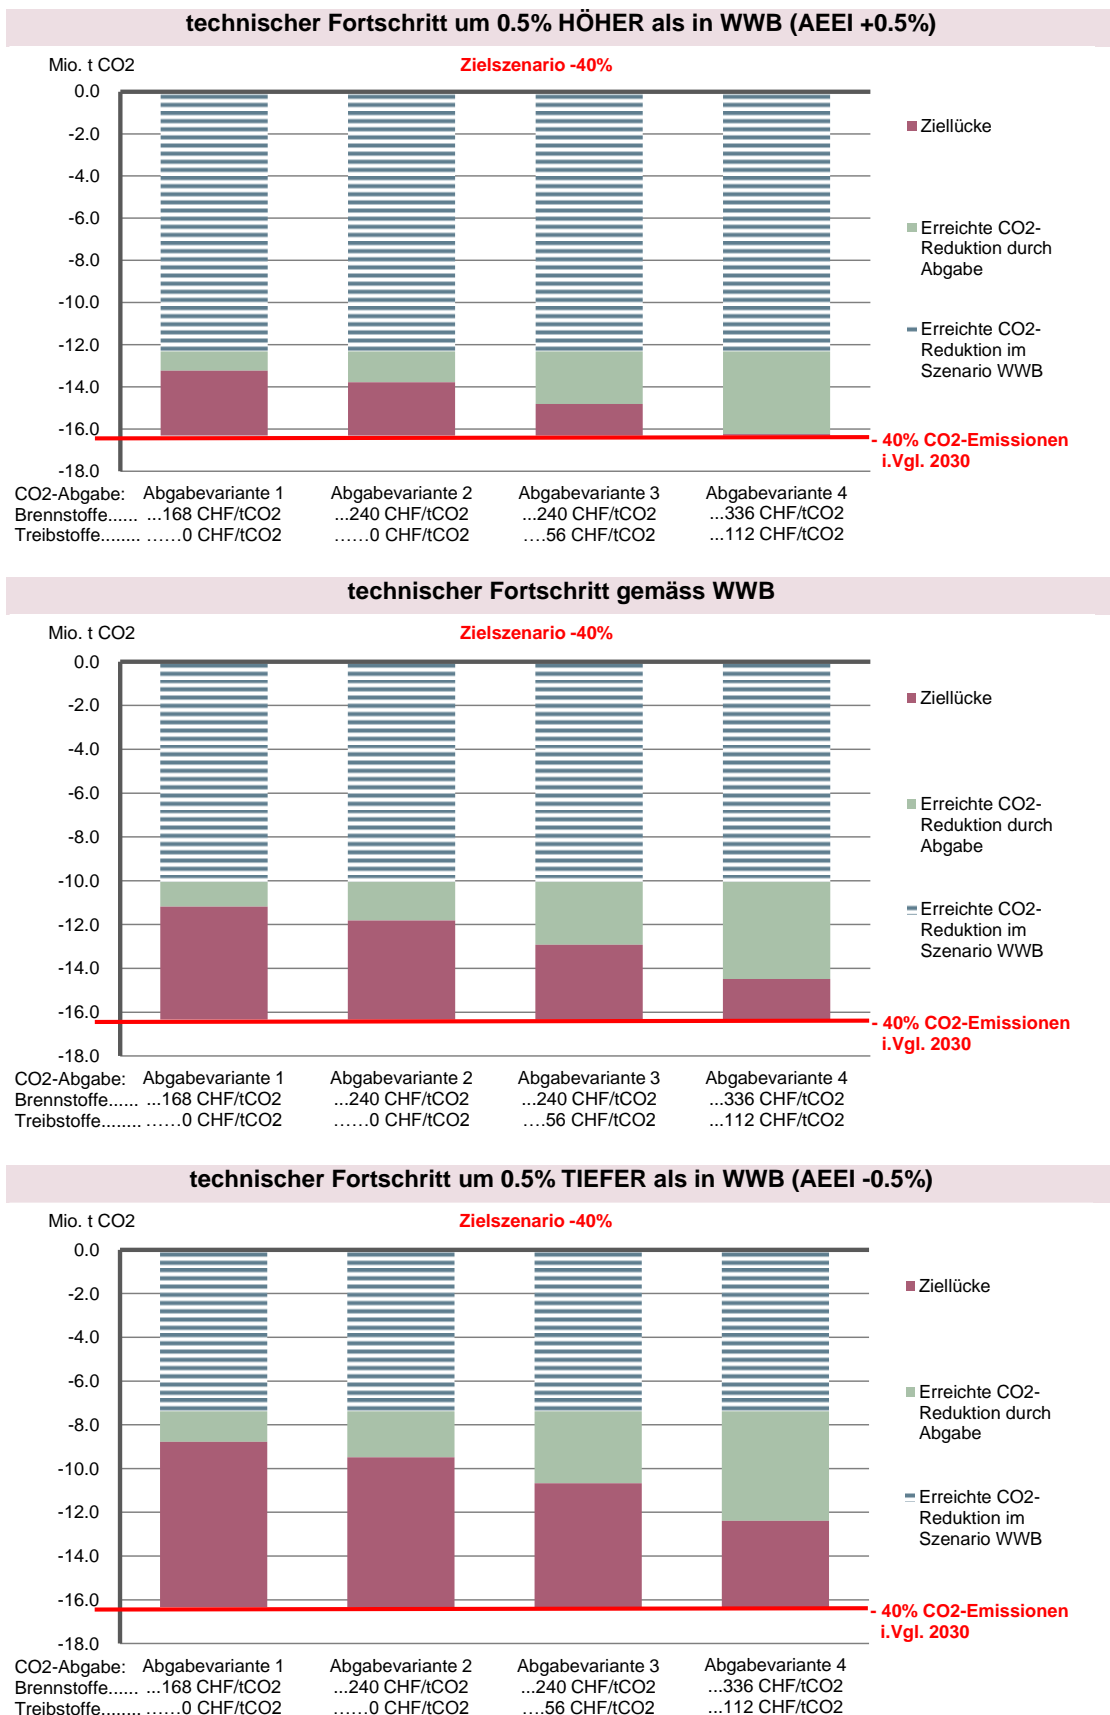 technischer Fortschritt um 0.5% HÖHER als in WWB (AEEI +0.5%)
Mio. t CO2
Zielszenario -40%
0.0
-2.0
-4.0
-6.0
-8.0
-10.0
-12.0
-14.0
-16.0
-18.0
Ziellücke
Erreichte CO2-
Reduktion durch
Abgabe
Erreichte CO2-
Reduktion im
Szenario WWB
- 40% CO2-Emissionen
i.Vgl. 2030
CO2-Abgabe: Abgabevariante 1 Abgabevariante 2 Abgabevariante 3 Abgabevariante 4
Brennstoffe...... ...168 CHF/tCO2 ...240 CHF/tCO2 ...240 CHF/tCO2 ...336 CHF/tCO2
Treibstoffe........ ……0 CHF/tCO2 ……0 CHF/tCO2 ….56 CHF/tCO2 ...112 CHF/tCO2
technischer Fortschritt gemäss WWB
Mio. t CO2
Zielszenario -40%
0.0
-2.0
-4.0
-6.0
-8.0
-10.0
-12.0
-14.0
-16.0
-18.0
Ziellücke
Erreichte CO2-
Reduktion durch
Abgabe
Erreichte CO2-
Reduktion im
Szenario WWB
- 40% CO2-Emissionen
i.Vgl. 2030
CO2-Abgabe: Abgabevariante 1 Abgabevariante 2 Abgabevariante 3 Abgabevariante 4
Brennstoffe...... ...168 CHF/tCO2 ...240 CHF/tCO2 ...240 CHF/tCO2 ...336 CHF/tCO2
Treibstoffe........ ……0 CHF/tCO2 ……0 CHF/tCO2 ….56 CHF/tCO2 ...112 CHF/tCO2
technischer Fortschritt um 0.5% TIEFER als in WWB (AEEI -0.5%)
Mio. t CO2
Zielszenario -40%
0.0
-2.0
-4.0
-6.0
-8.0
-10.0
-12.0
-14.0
-16.0
-18.0
Ziellücke
Erreichte CO2-
Reduktion durch
Abgabe
Erreichte CO2-
Reduktion im
Szenario WWB
- 40% CO2-Emissionen
i.Vgl. 2030
CO2-Abgabe: Abgabevariante 1 Abgabevariante 2 Abgabevariante 3 Abgabevariante 4
Brennstoffe...... ...168 CHF/tCO2 ...240 CHF/tCO2 ...240 CHF/tCO2 ...336 CHF/tCO2
Treibstoffe........ ……0 CHF/tCO2 ……0 CHF/tCO2 ….56 CHF/tCO2 ...112 CHF/tCO2